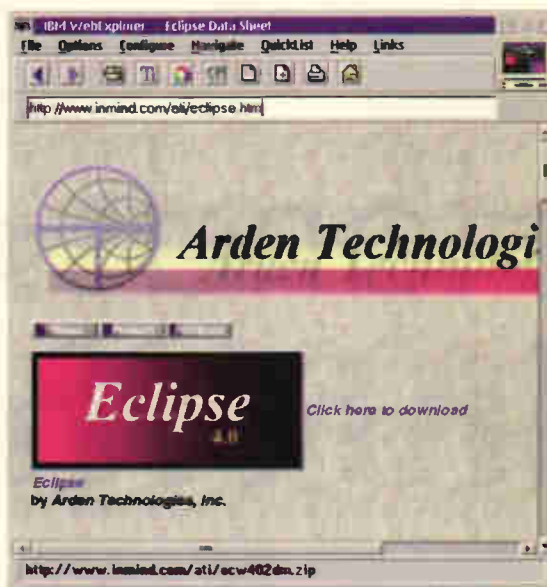 IBM WebExplorer - Eclipse Data Sheet
File Options Configure Navigate QuickList Help Links
http://www.inmind.com/ati/eclipse.htm
Arden Technologi
Eclipse
4.0
Click here to download
Eclipse
by Arden Technologies, Inc.
http://www.inmind.com/ati/ecw402dm.zip